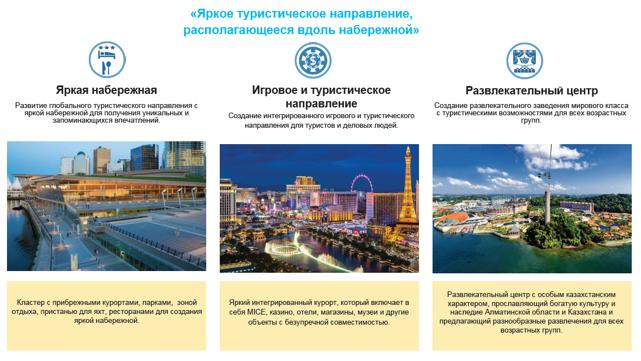 «Яркое туристическое направление,
располагающееся вдоль набережной»
Яркая набережная
Развитие глобального туристического направления с
яркой набережной для получения уникальных и
запоминающихся впечатлений.
Игровое и туристическое
направление
Создание интегрированного игрового и туристического
направления для туристов и деловых людей.
Развлекательный центр
Создание развлекательного заведения мирового класса
с туристическими возможностями для всех возрастных
групп.
Кластер с прибрежными курортами, парками, зоной
отдыха, пристанью для яхт, ресторанами для создания
яркой набережной.
Яркий интегрированный курорт, который включает в
себя MICE, казино, отели, магазины, музеи и другие
объекты с безупречной совместимостью.
Развлекательный центр с особым казахстанским
характером, прославляющий богатую культуру и
наследие Алматинской области и Казахстана и
предлагающий разнообразные развлечения для всех
возрастных групп.